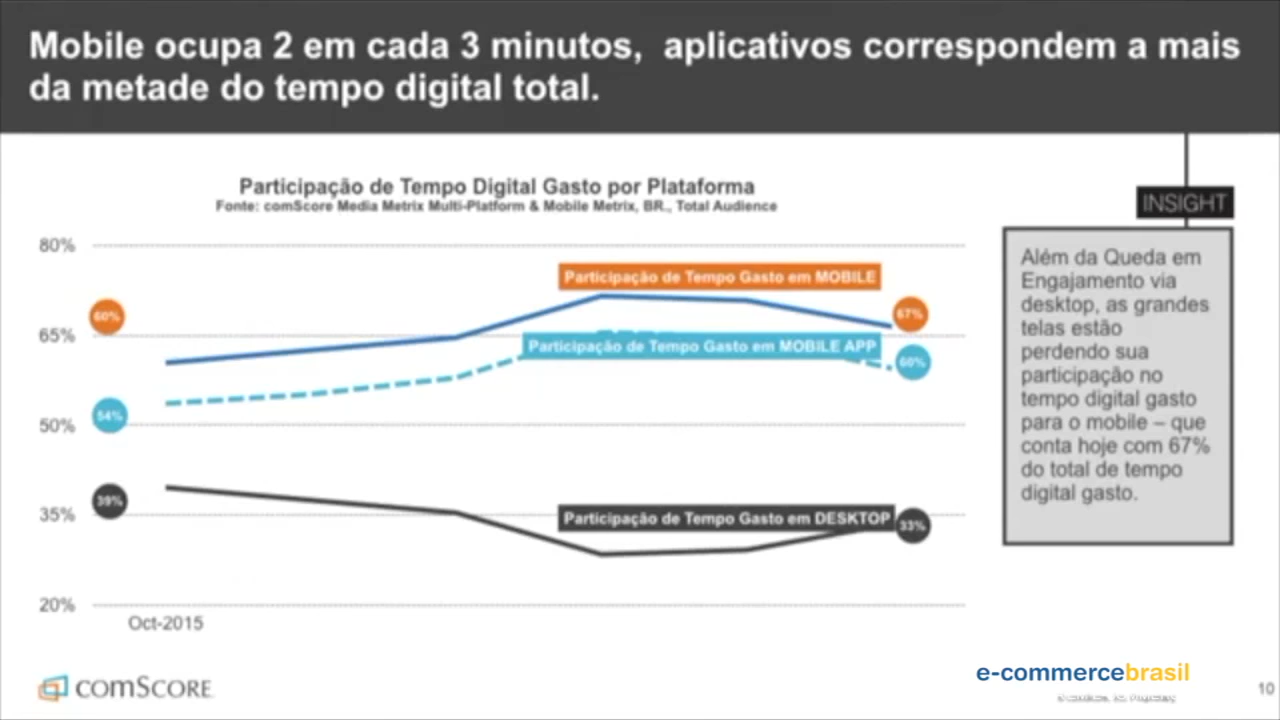 Mobile ocupa 2 em cada 3 minutos, aplicativos correspondem a mais
da metade do tempo digital total.
Participação de Tempo Digital Gasto por Plataforma
Fonte: comScore Media Metrix Multi-Platform & Mobile Metrix, BR., Total Audience
INSIGHT
Além da Queda em
Engajamento via
desktop, as grandes
telas estão
perdendo sua
participação no
tempo digital gasto
para o mobile – que
conta hoje com 67%
do total de tempo
digital gasto.
80%
Participação de Tempo Gasto em MOBILE
60%
67%
65%
Participação de Tempo Gasto em MOBILE APP
60%
54%
50%
39%
35%
Participação de Tempo Gasto em DESKTOP
33%
20%
Oct-2015
comScore
e-commercebrasil
10